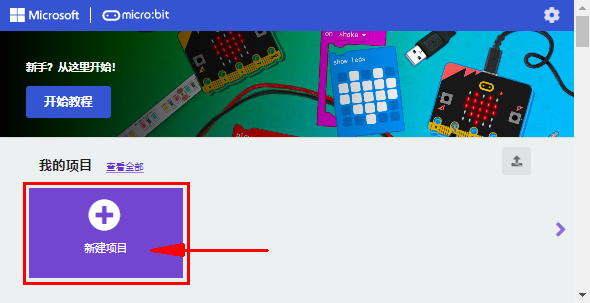 Microsoft
micro:bit
on shake
show leds
新手？从这里开始！
开始教程
我的项目
查看全部
新建项目